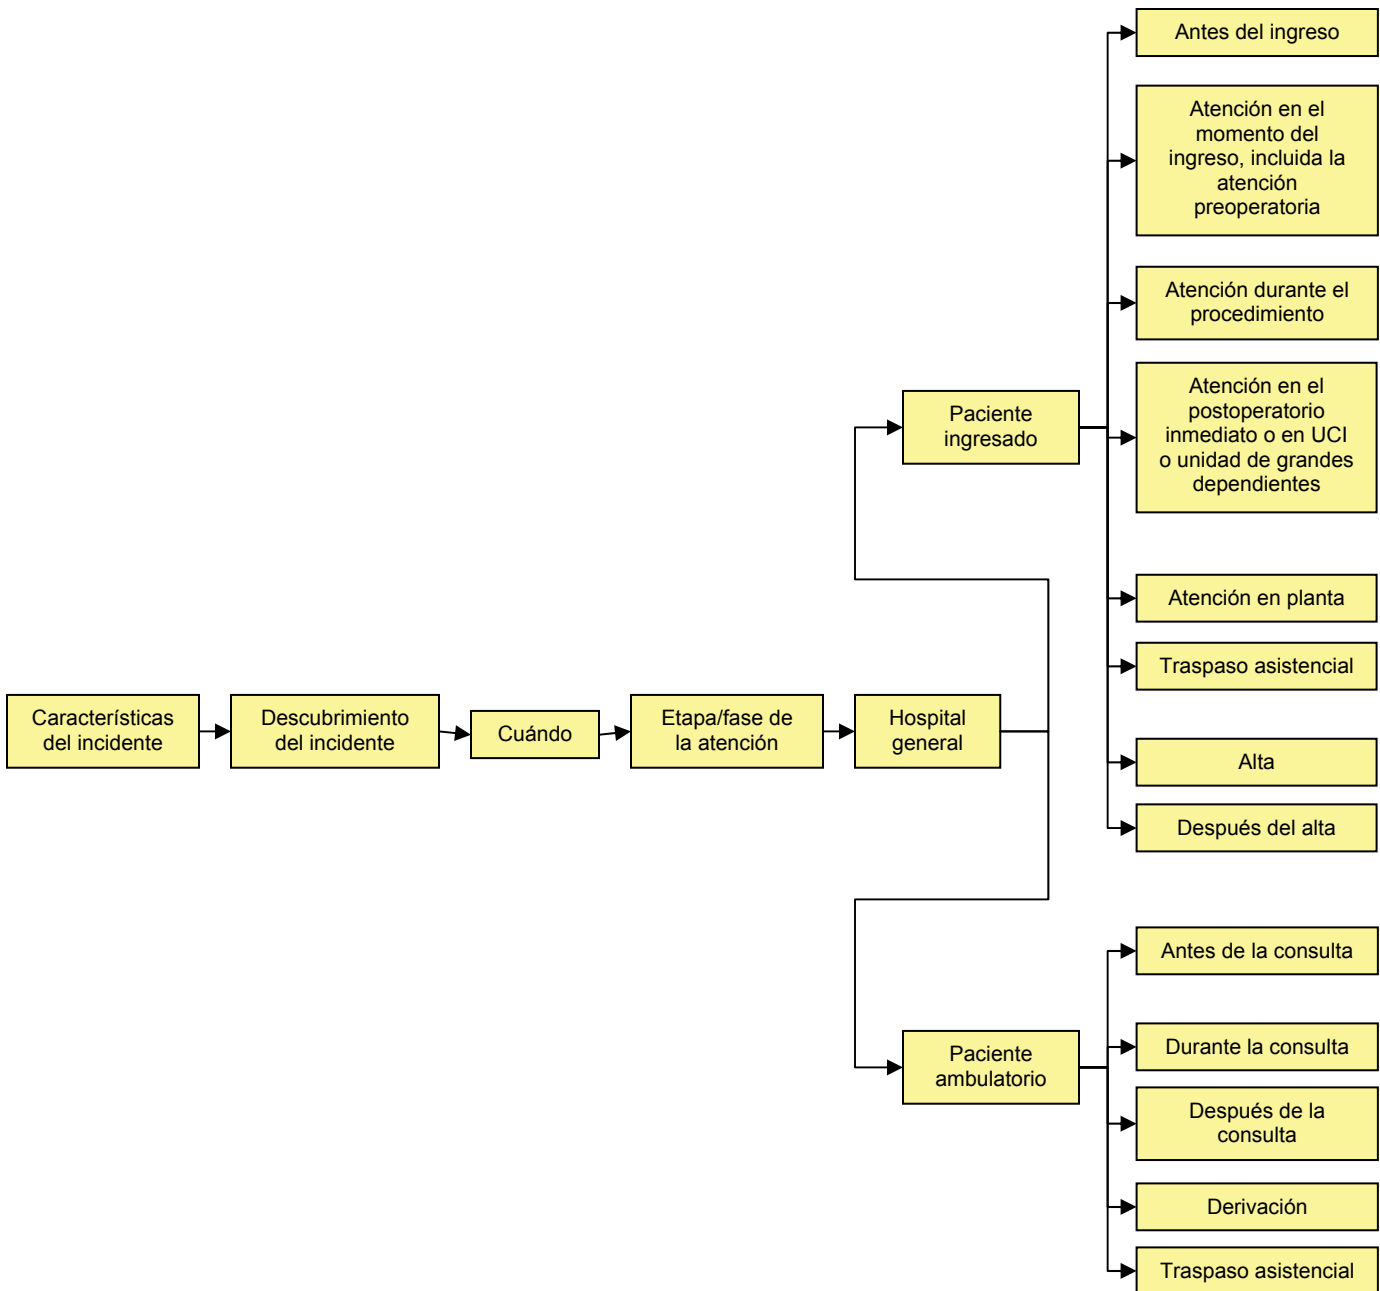 Antes del ingreso
Atención en el
momento del
ingreso, incluida la
atención
preoperatoria
Atención durante el
procedimiento
Atención en el
postoperatorio
inmediato o en UCI
o unidad de grandes
dependientes
Paciente
ingresado
Atención en planta
Traspaso asistencial
Características
del incidente
Descubrimiento
del incidente
Cuándo
Etapa/fase de
la atención
Hospital
general
Alta
Después del alta
Antes de la consulta
Paciente
ambulatorio
Durante la consulta
Después de la
consulta
Derivación
Traspaso asistencial